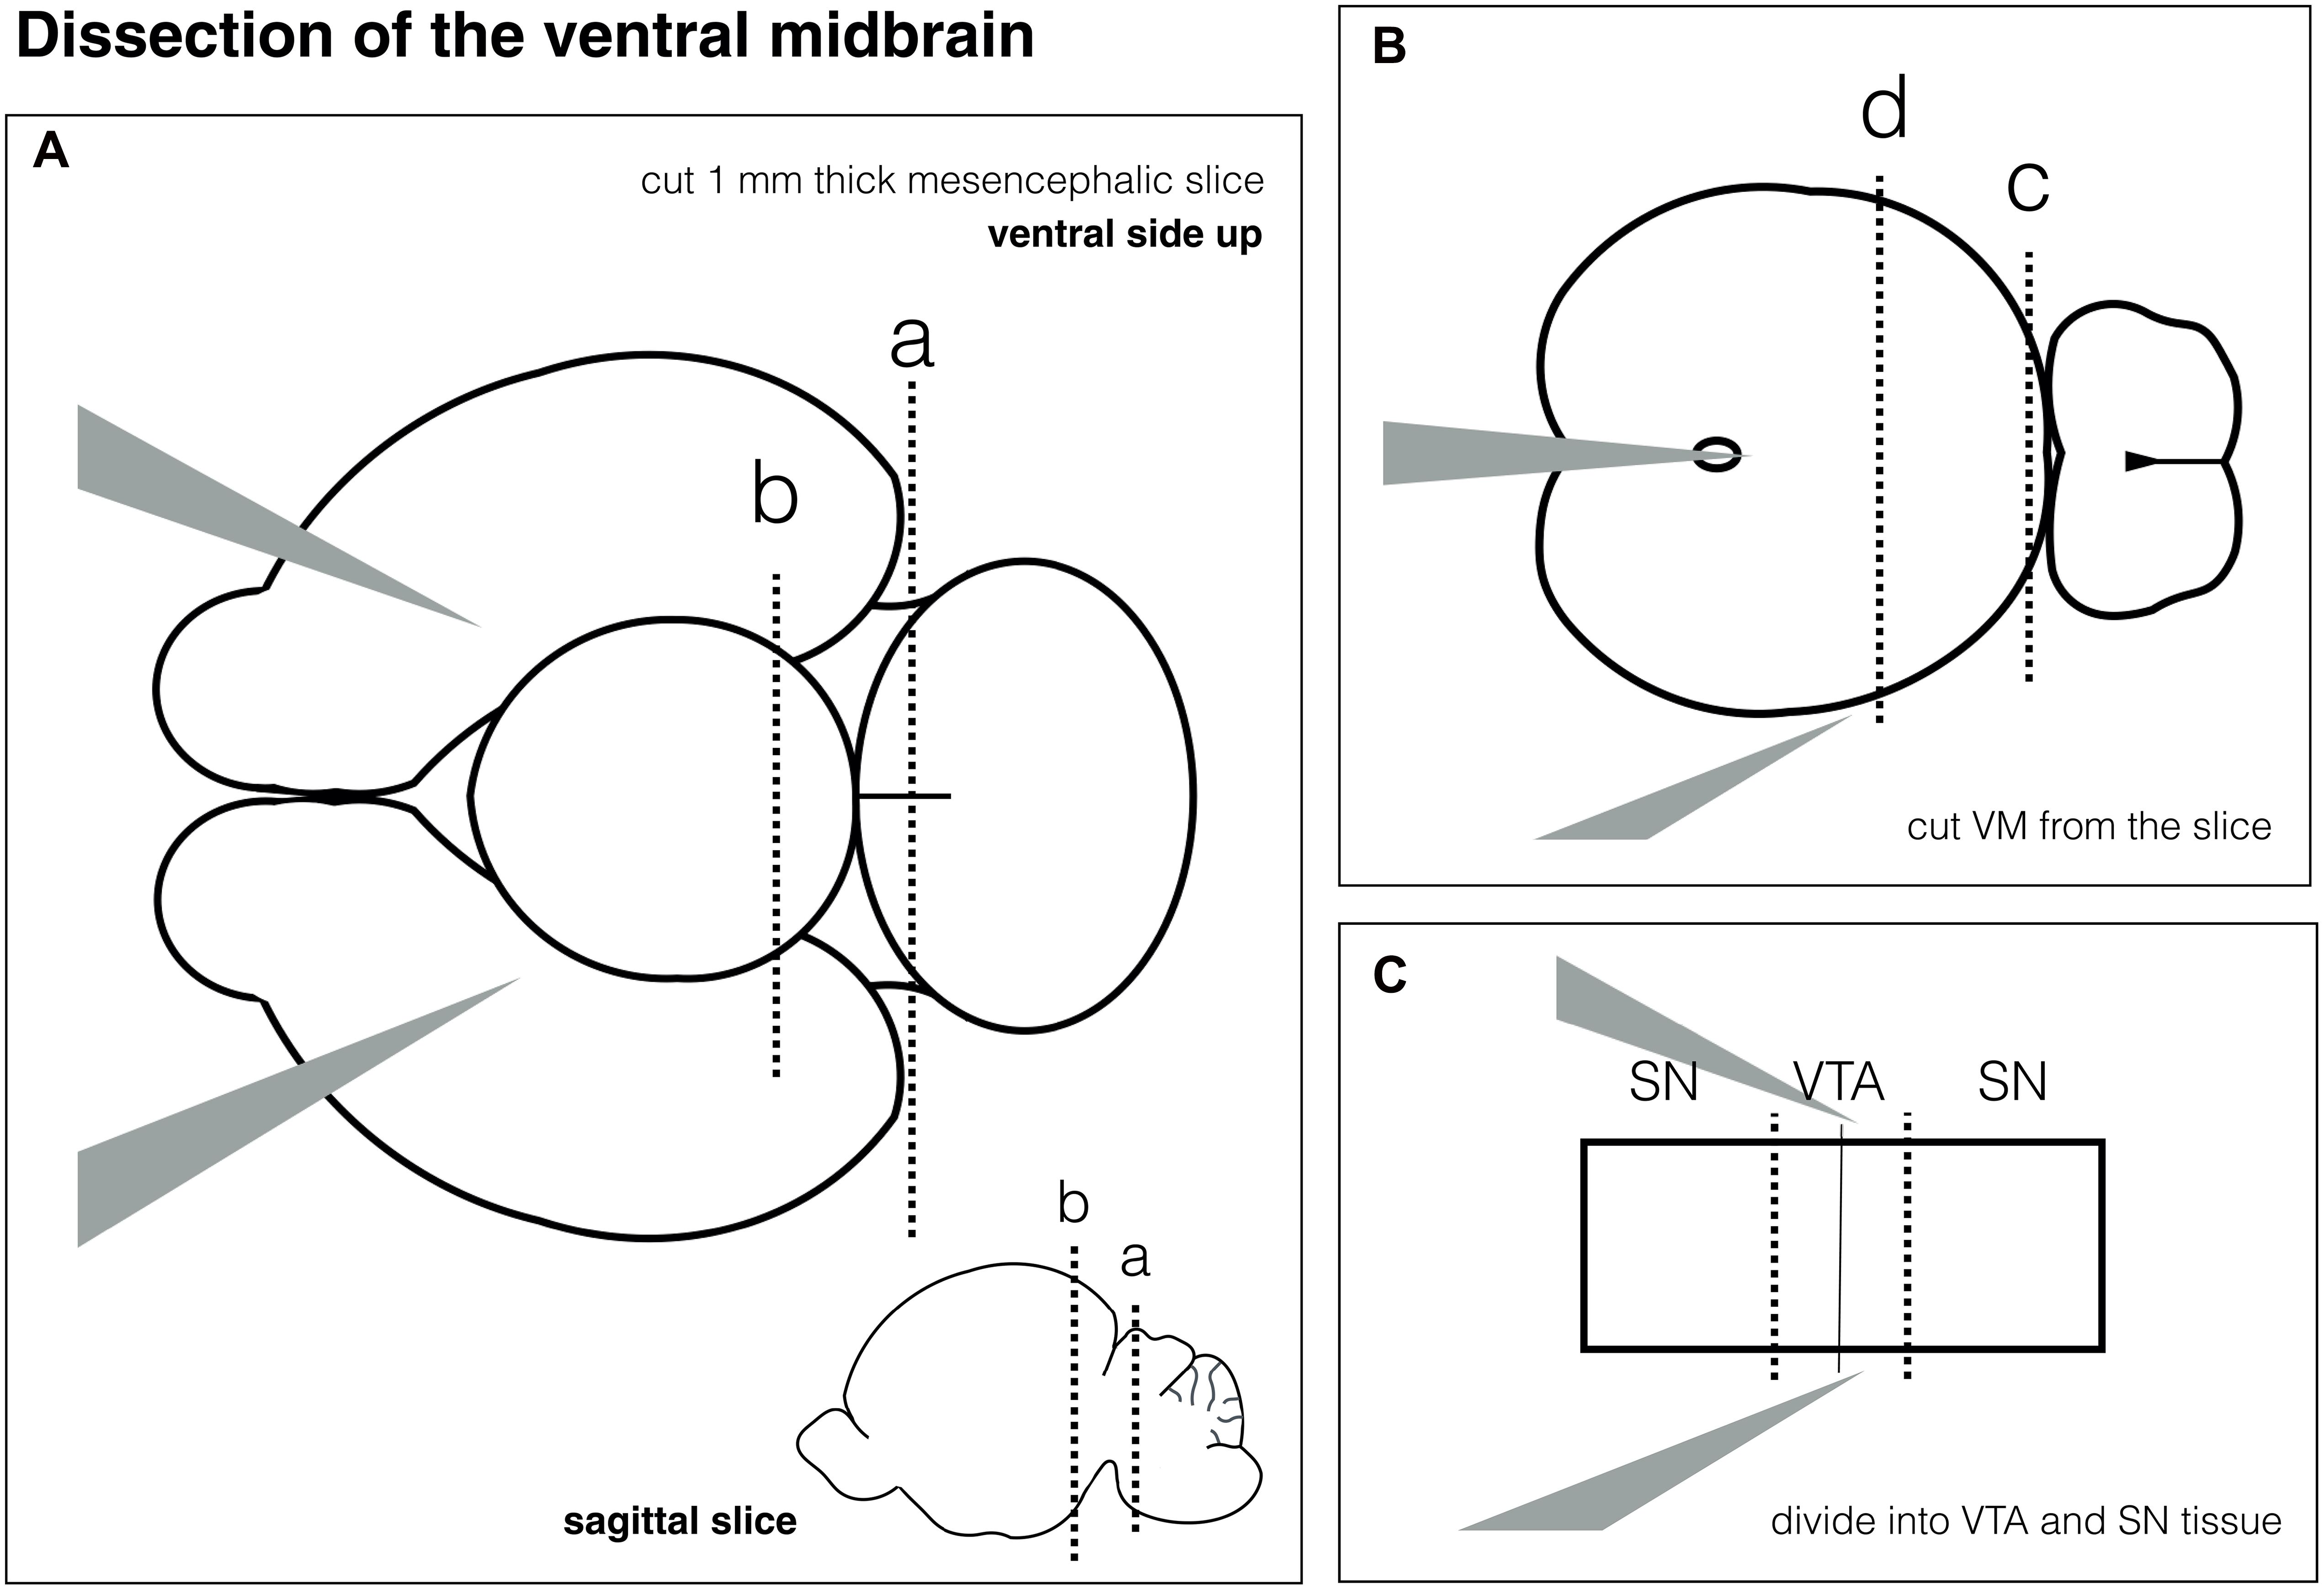 Dissection of the ventral midbrain
A
cut 1 mm thick mesencephalic slice
ventral side up
a
b
b
a
sagittal slice
B
d
c
cut VM from the slice
C
SN VTA SN
divide into VTA and SN tissue